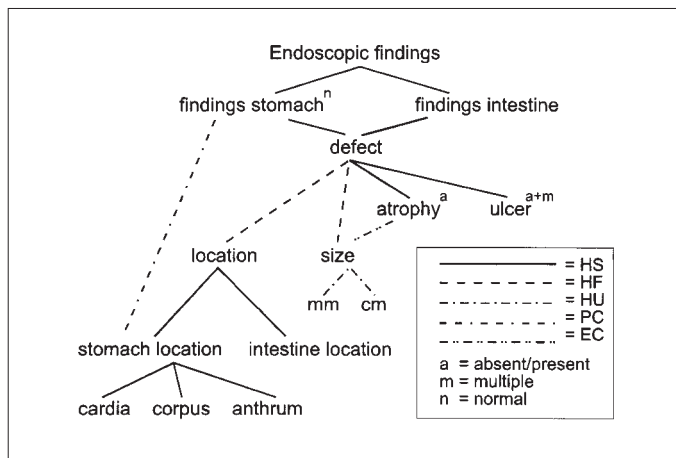 Endoscopic findings
findings stomach^n findings intestine
defect
atrophy^a ulcer^a+m
location size
mm cm
stomach location intestine location
cardia corpus anthrum
= HS
= HF
= HU
= PC
= EC
a = absent/present
m = multiple
n = normal